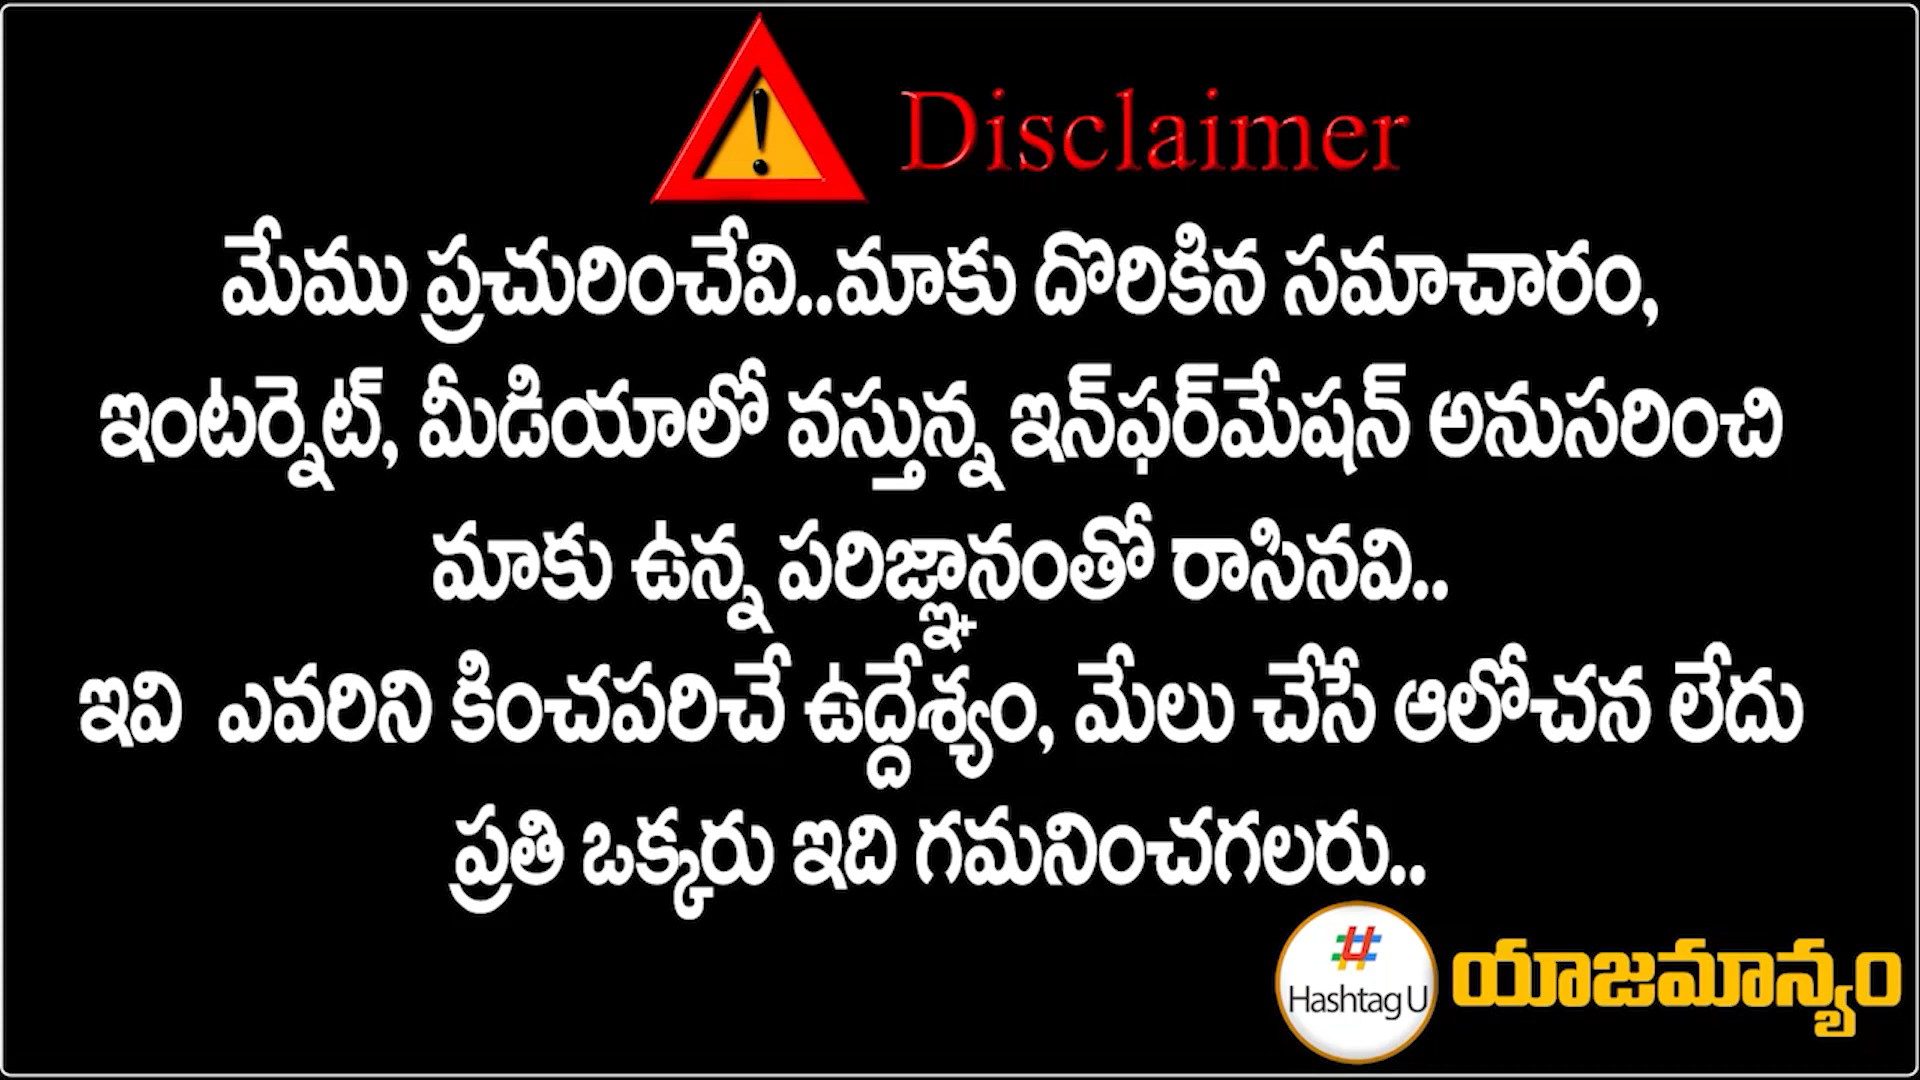 Disclaimer
మేము ప్రచురించేవి..మాకు దొరికిన సమాచారం,
ఇంటర్నెట్, మీడియాలో వస్తున్న ఇన్‌ఫర్‌మేషన్ అనుసరించి
మాకు ఉన్న పరిజ్ఞానంతో రాసినవి..
ఇవి ఎవరిని కించపరిచే ఉద్దేశ్యం, మేలు చేసే ఆలోచన లేదు
ప్రతి ఒక్కరు ఇది గమనించగలరు..
Hashtag U
యాజమాన్యం